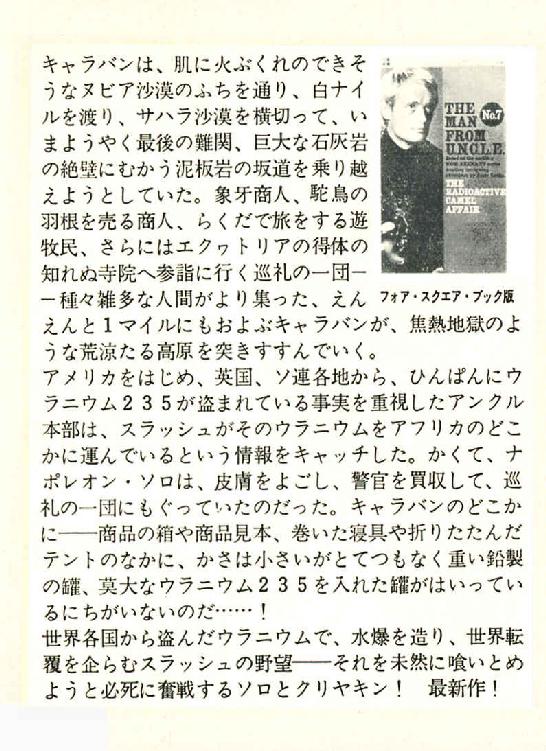 キャラバンは、肌に火ぶくれのできそ
うなヌビア沙漠のふちを通り、白ナイ
ルを渡り、サハラ沙漠を横切って、い
まようやく最後の難関、巨大な石灰岩
の絶壁にむかう泥板岩の坂道を乗り越
えようとしていた。象牙商人、駝鳥の
羽根を売る商人、らくだで旅をする遊
牧民、さらにはエクヮトリアの得体の
知れぬ寺院へ参詣に行く巡礼の一団―
―種々雑多な人間がより集った、えん
えんと1マイルにもおよぶキャラバンが、焦熱地獄のよ
うな荒涼たる高原を突きすすんでいく。
アメリカをはじめ、英国、ソ連各地から、ひんぱんにウ
ラニウム235が盗まれている事実を重視したアンクル
本部は、スラッシュがそのウラニウムをアフリカのどこ
かに運んでいるという情報をキャッチした。かくて、ナ
ポレオン・ソロは、皮膚をよごし、警官を買収して、巡
礼の一団にもぐっていたのだった。キャラバンのどこか
に――商品の箱や商品見本、巻いた寝具や折りたたんだ
テントのなかに、かさは小さいがとてつもなく重い鉛製
の罐、莫大なウラニウム235を入れた罐がはいってい
るにちがいないのだ……！
世界各国から盗んだウラニウムで、水爆を造り、世界転
覆を企らむスラッシュの野望――それを未然に喰いとめ
ようと必死に奮戦するソロとクリヤキン！　最新作！
THE
MAN
FROM
U.N.C.L.E.
No.7
THE
RADIOACTIVE
CAMEL
AFFAIR
フォア・スクエア・ブック版